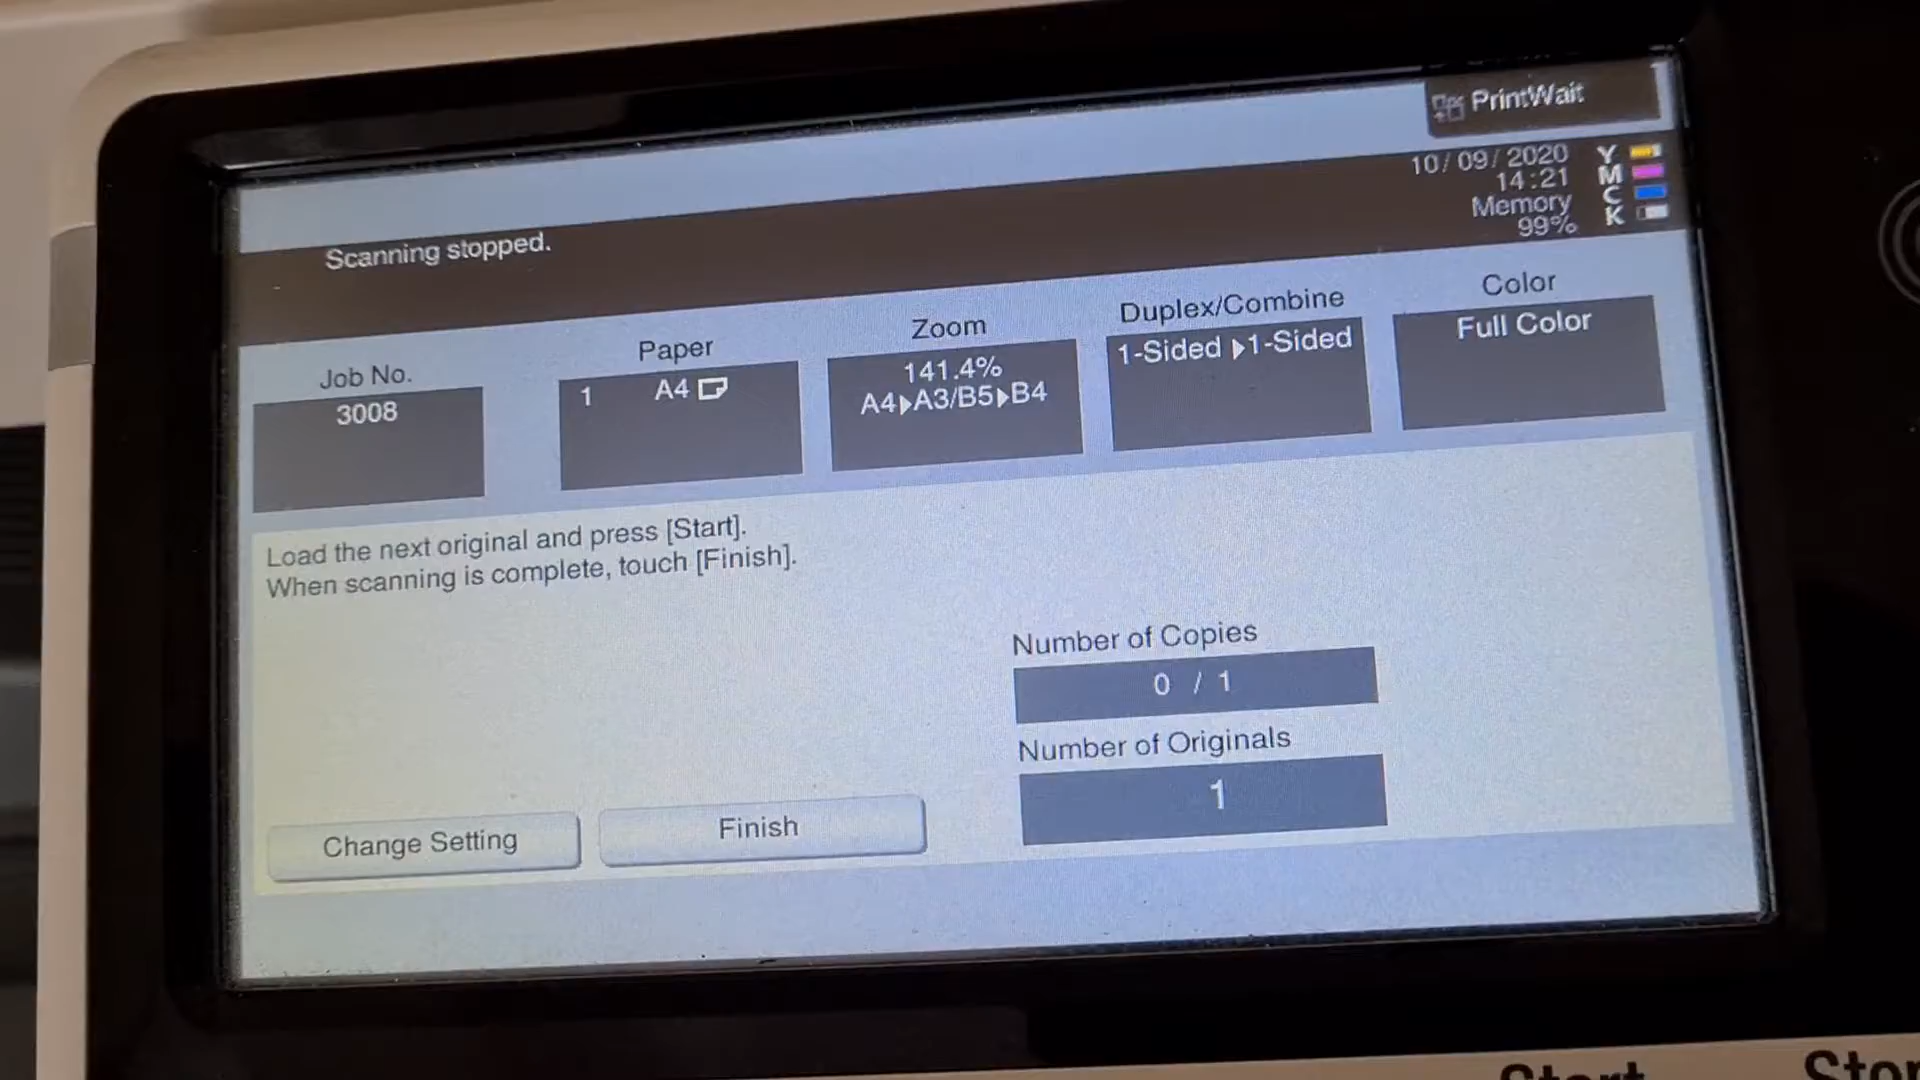 PrintWait
10/09/2020
14:21
Memory
99%
Y
M
C
K
Scanning stopped.
Job No.
3008
Paper
1 A4
Zoom
141.4%
A4▶A3/B5▶B4
Duplex/Combine
1-Sided ▶1-Sided
Color
Full Color
Load the next original and press [Start].
When scanning is complete, touch [Finish].
Number of Copies
0 / 1
Number of Originals
1
Change Setting
Finish
Start